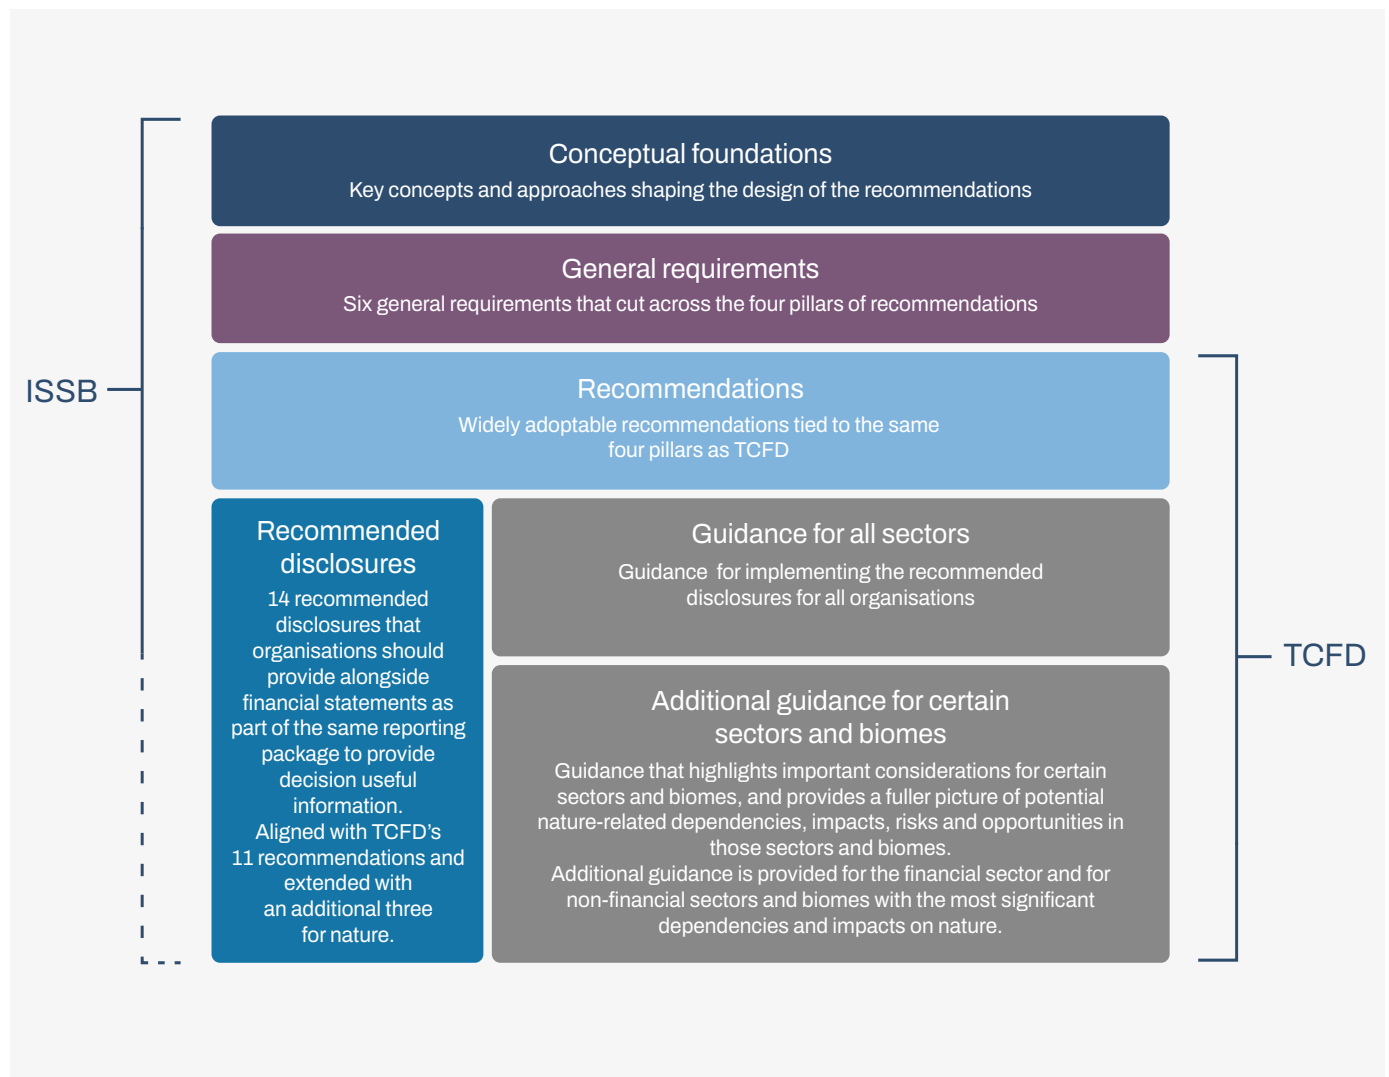 Conceptual foundations
Key concepts and approaches shaping the design of the recommendations
General requirements
Six general requirements that cut across the four pillars of recommendations
ISSB
Recommendations
Widely adoptable recommendations tied to the same
four pillars as TCFD
Recommended
disclosures
14 recommended
disclosures that
organisations should
provide alongside
financial statements as
part of the same reporting
package to provide
decision useful
information.
Aligned with TCFD’s
11 recommendations and
extended with
an additional three
for nature.
Guidance for all sectors
Guidance  for implementing the recommended
disclosures for all organisations
Additional guidance for certain
sectors and biomes
Guidance that highlights important considerations for certain
sectors and biomes, and provides a fuller picture of potential
nature-related dependencies, impacts, risks and opportunities in
those sectors and biomes.
Additional guidance is provided for the financial sector and for
non-financial sectors and biomes with the most significant
dependencies and impacts on nature.
TCFD